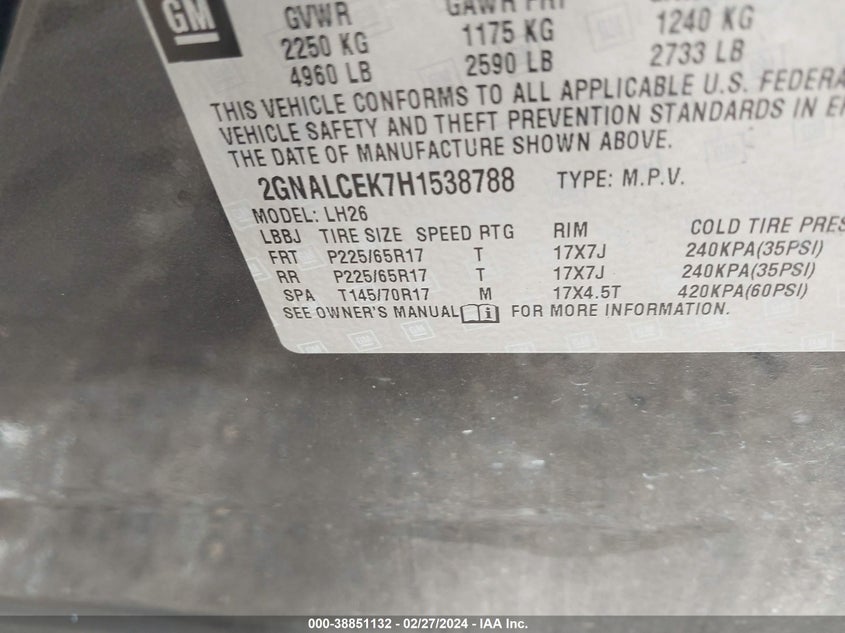 GM
GVWR GAWR FRT
2250 KG 1175 KG 1240 KG
4960 LB 2590 LB 2733 LB
THIS VEHICLE CONFORMS TO ALL APPLICABLE U.S. FEDERA
VEHICLE SAFETY AND THEFT PREVENTION STANDARDS IN E
THE DATE OF MANUFACTURE SHOWN ABOVE.
2GNALCEK7H1538788 TYPE: M.P.V.
MODEL: LH26
LBBJ TIRE SIZE SPEED RTG RIM COLD TIRE PRES
FRT P225/65R17 T 17X7J 240KPA(35PSI)
RR P225/65R17 T 17X7J 240KPA(35PSI)
SPA T145/70R17 M 17X4.5T 420KPA(60PSI)
SEE OWNER'S MANUAL i FOR MORE INFORMATION.
000-38851132 - 02/27/2024 - IAA Inc.